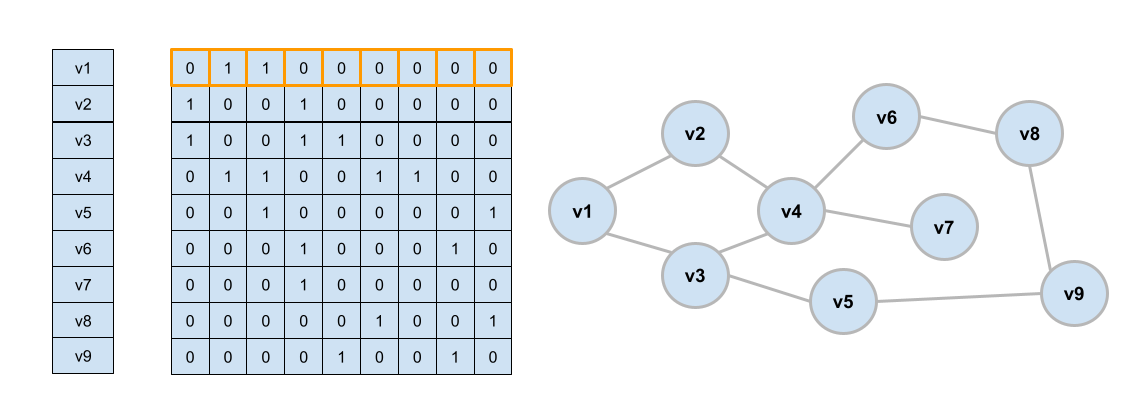 v1 0 1 1 0 0 0 0 0 0
v2 1 0 0 1 0 0 0 0 0
v3 1 0 0 1 1 0 0 0 0
v4 0 1 1 0 0 1 1 0 0
v5 0 0 1 0 0 0 0 0 1
v6 0 0 0 1 0 0 0 1 0
v7 0 0 0 1 0 0 0 0 0
v8 0 0 0 0 0 1 0 0 1
v9 0 0 0 0 1 0 0 1 0
v1
v2
v3
v4
v5
v6
v7
v8
v9